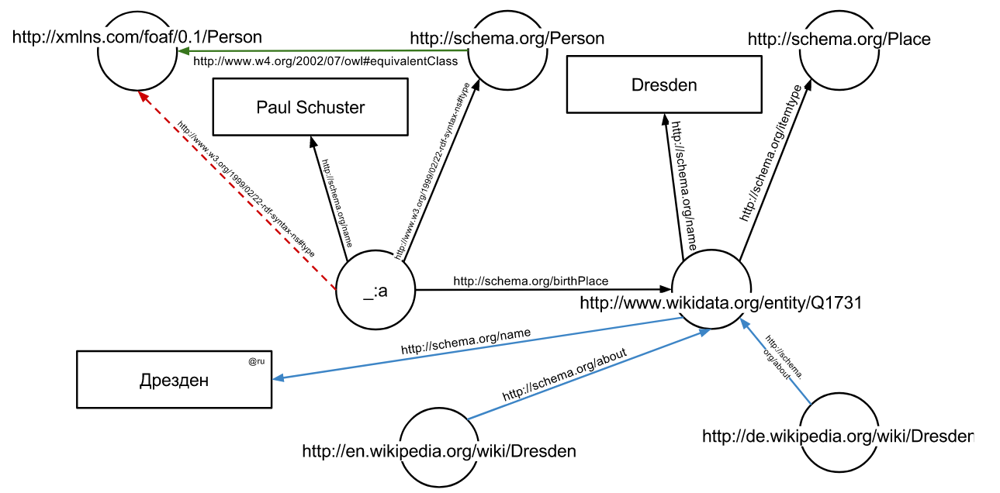 http://xmlns.com/foaf/0.1/Person
http://schema.org/Person
http://schema.org/Place
http://www.w4.org/2002/07/owl#equivalentClass
Paul Schuster
Dresden
http://www.w3.org/1999/02/22-rdf-syntax-ns#type
http://schema.org/name
http://www.w3.org/1999/02/22-rdf-syntax-ns#type
http://schema.org/name
http://schema.org/itemtype
_:a
http://schema.org/birthPlace
http://www.wikidata.org/entity/Q1731
http://schema.org/name
http://schema.org/about
http://schema.
org/about
@ru
Дрезден
http://en.wikipedia.org/wiki/Dresden
http://de.wikipedia.org/wiki/Dresden